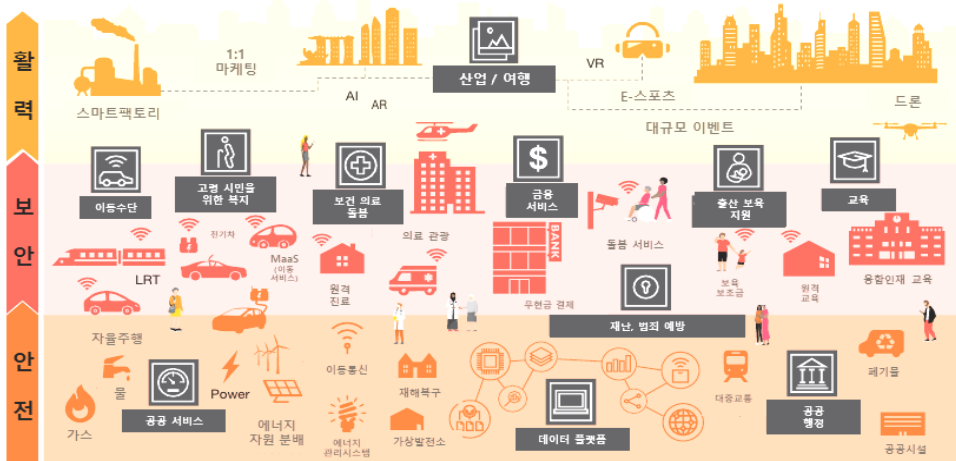 활력
1:1
마케팅
스마트팩토리
AI
AR
산업 / 여행
VR
E-스포츠
대규모 이벤트
드론
보안
이동수단
고령 시민을
위한 복지
보건 의료
돌봄
금융
서비스
출산 보육
지원
교육
전기차
LRT
MaaS
(이동
서비스)
원격
진료
의료 관광
BANK
무현금 결제
돌봄 서비스
보육
보조금
원격
교육
융합인재 교육
재난, 범죄 예방
안전
자율주행
물
가스
공공 서비스
Power
에너지
자원 분배
이동통신
에너지
관리시스템
재해복구
가상발전소
데이터 플랫폼
대중교통
공공
행정
폐기물
공공시설